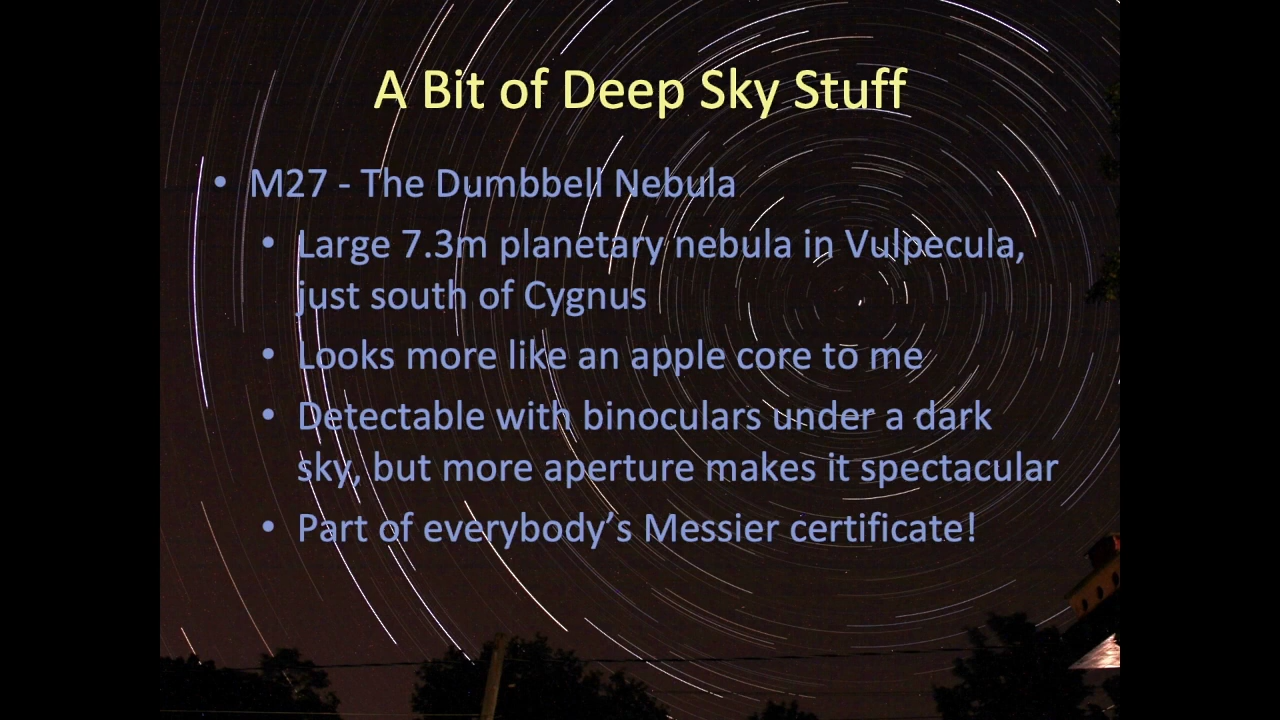 A Bit of Deep Sky Stuff
• M27 - The Dumbbell Nebula
• Large 7.3m planetary nebula in Vulpecula,
just south of Cygnus
• Looks more like an apple core to me
• Detectable with binoculars under a dark
sky, but more aperture makes it spectacular
• Part of everybody’s Messier certificate!